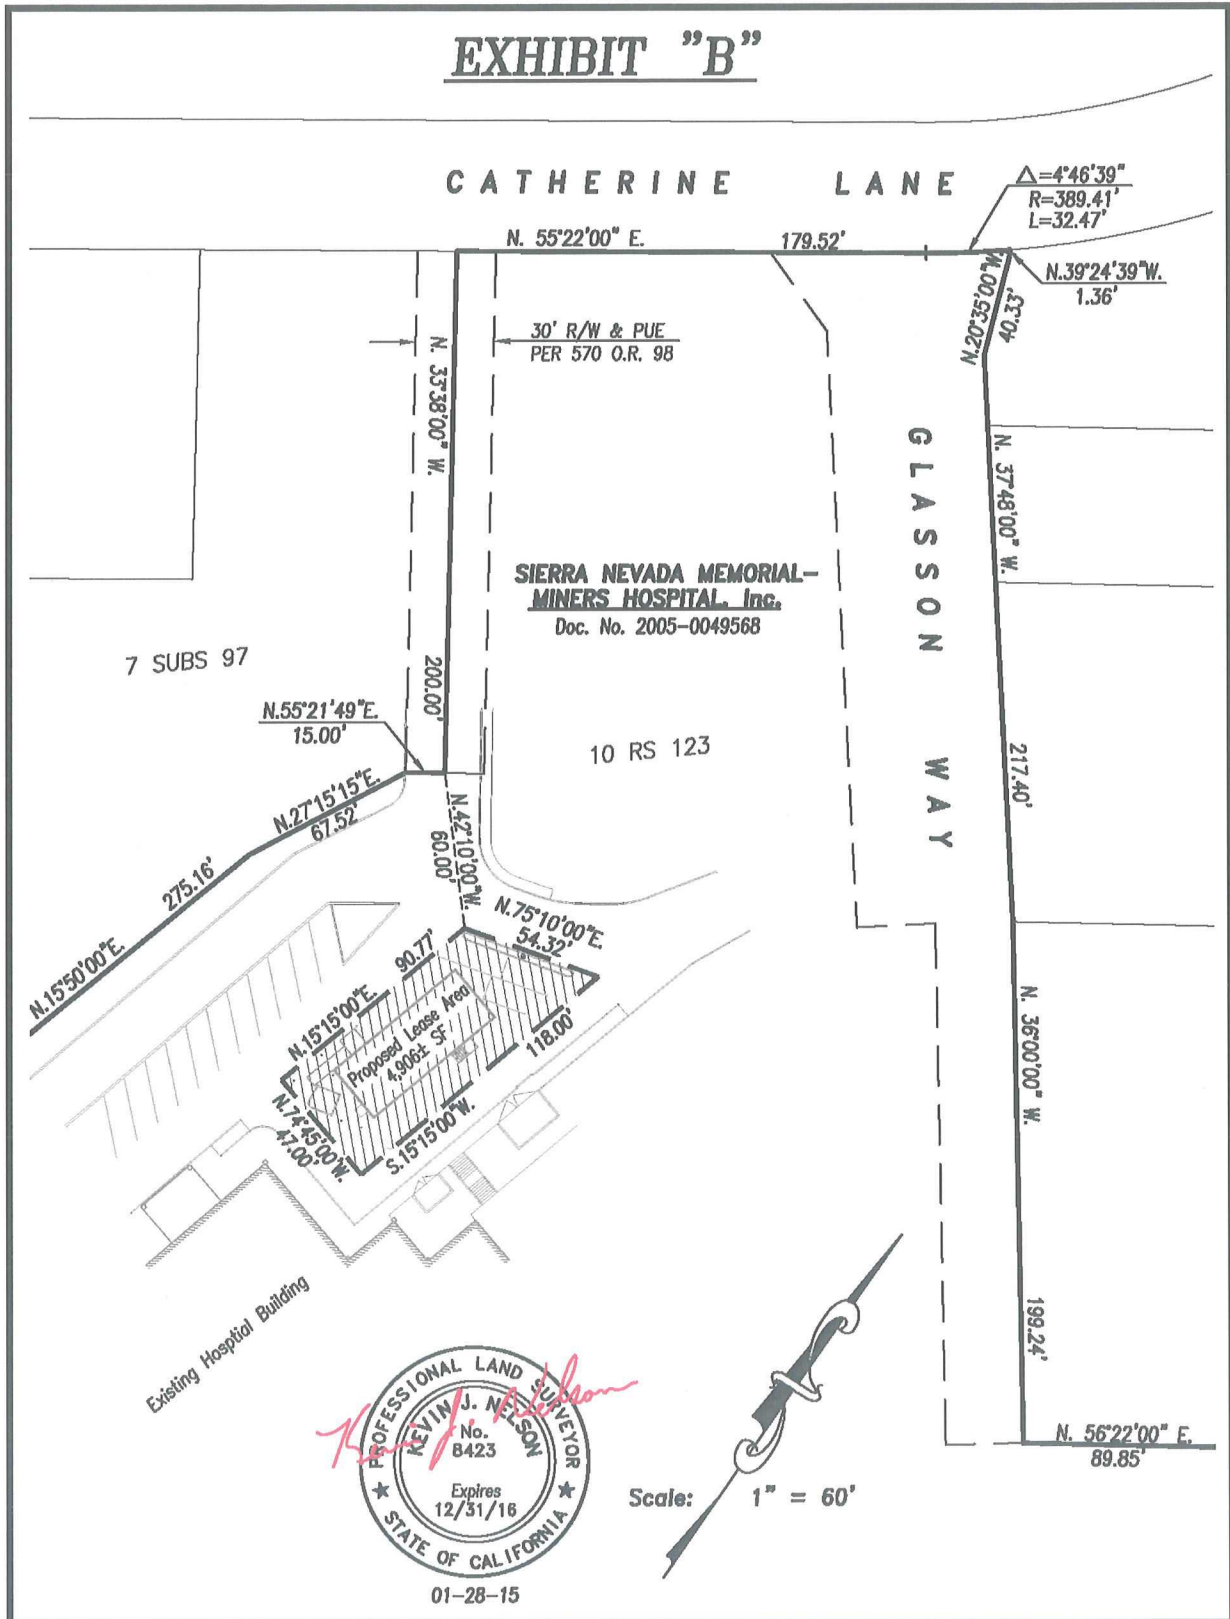 EXHIBIT "B"
CATHERINE LANE
△=4°46'39"
R=389.41'
L=32.47'
N. 55°22'00" E. 179.52'
N.39°24'39"W.
1.36'
N.20°35'00"W.
40.33'
30' R/W & PUE
PER 570 O.R. 98
N. 33°38'00" W.
200.00'
N. 37°48'00" W.
217.40'
GLASSON WAY
SIERRA NEVADA MEMORIAL-
MINERS HOSPITAL, Inc.
Doc. No. 2005-0049568
7 SUBS 97
10 RS 123
N.55°21'49"E.
15.00'
N.27°15'15"E.
67.52'
N.15°50'00"E. 275.16'
N.42°10'00"W.
60.00'
N.75°10'00"E.
54.32'
N.15°15'00"E. 90.77'
Proposed Lease Area
4,906± SF
S.15°15'00"W. 118.00'
N.74°45'00"W.
47.00'
N. 36°00'00" W. 199.24'
N. 56°22'00" E.
89.85'
Existing Hosptial Building
PROFESSIONAL LAND SURVEYOR
KEVIN J. NELSON
No.
8423
Expires
12/31/16
STATE OF CALIFORNIA
Kevin J. Nelson
01-28-15
Scale: 1" = 60'